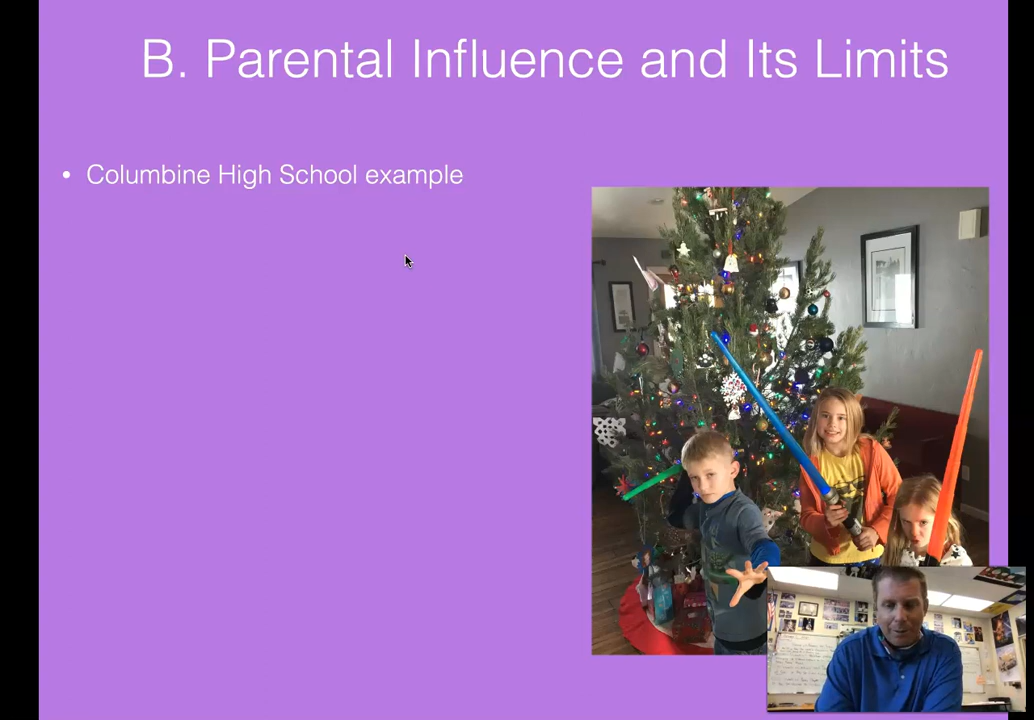 B. Parental Influence and Its Limits
• Columbine High School example